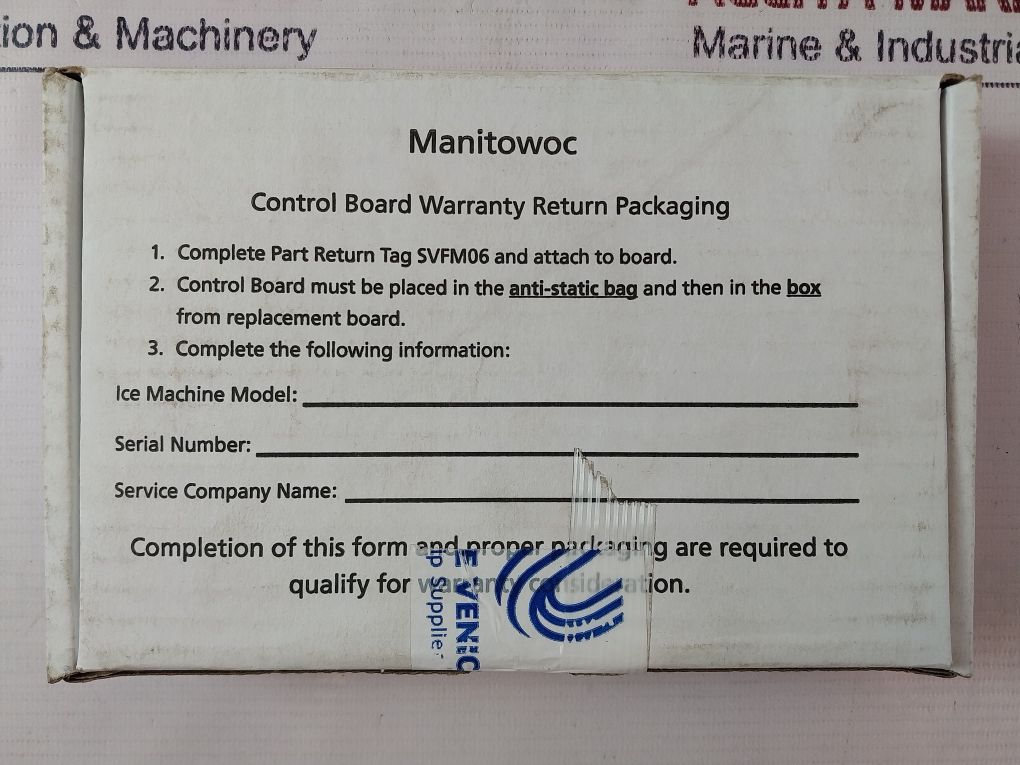 & Machinery
Marine &
Manitowoc
Control Board Warranty Return Packaging
1. Complete Part Return Tag SVFM06 and attach to board.
2. Control Board must be placed in the anti-static bag and then in the box
from replacement board.
3. Complete the following information:
Ice Machine Model:
Serial Number:
Service Company Name:
Completion of this form and proper packaging are required to
qualify for warranty consideration.